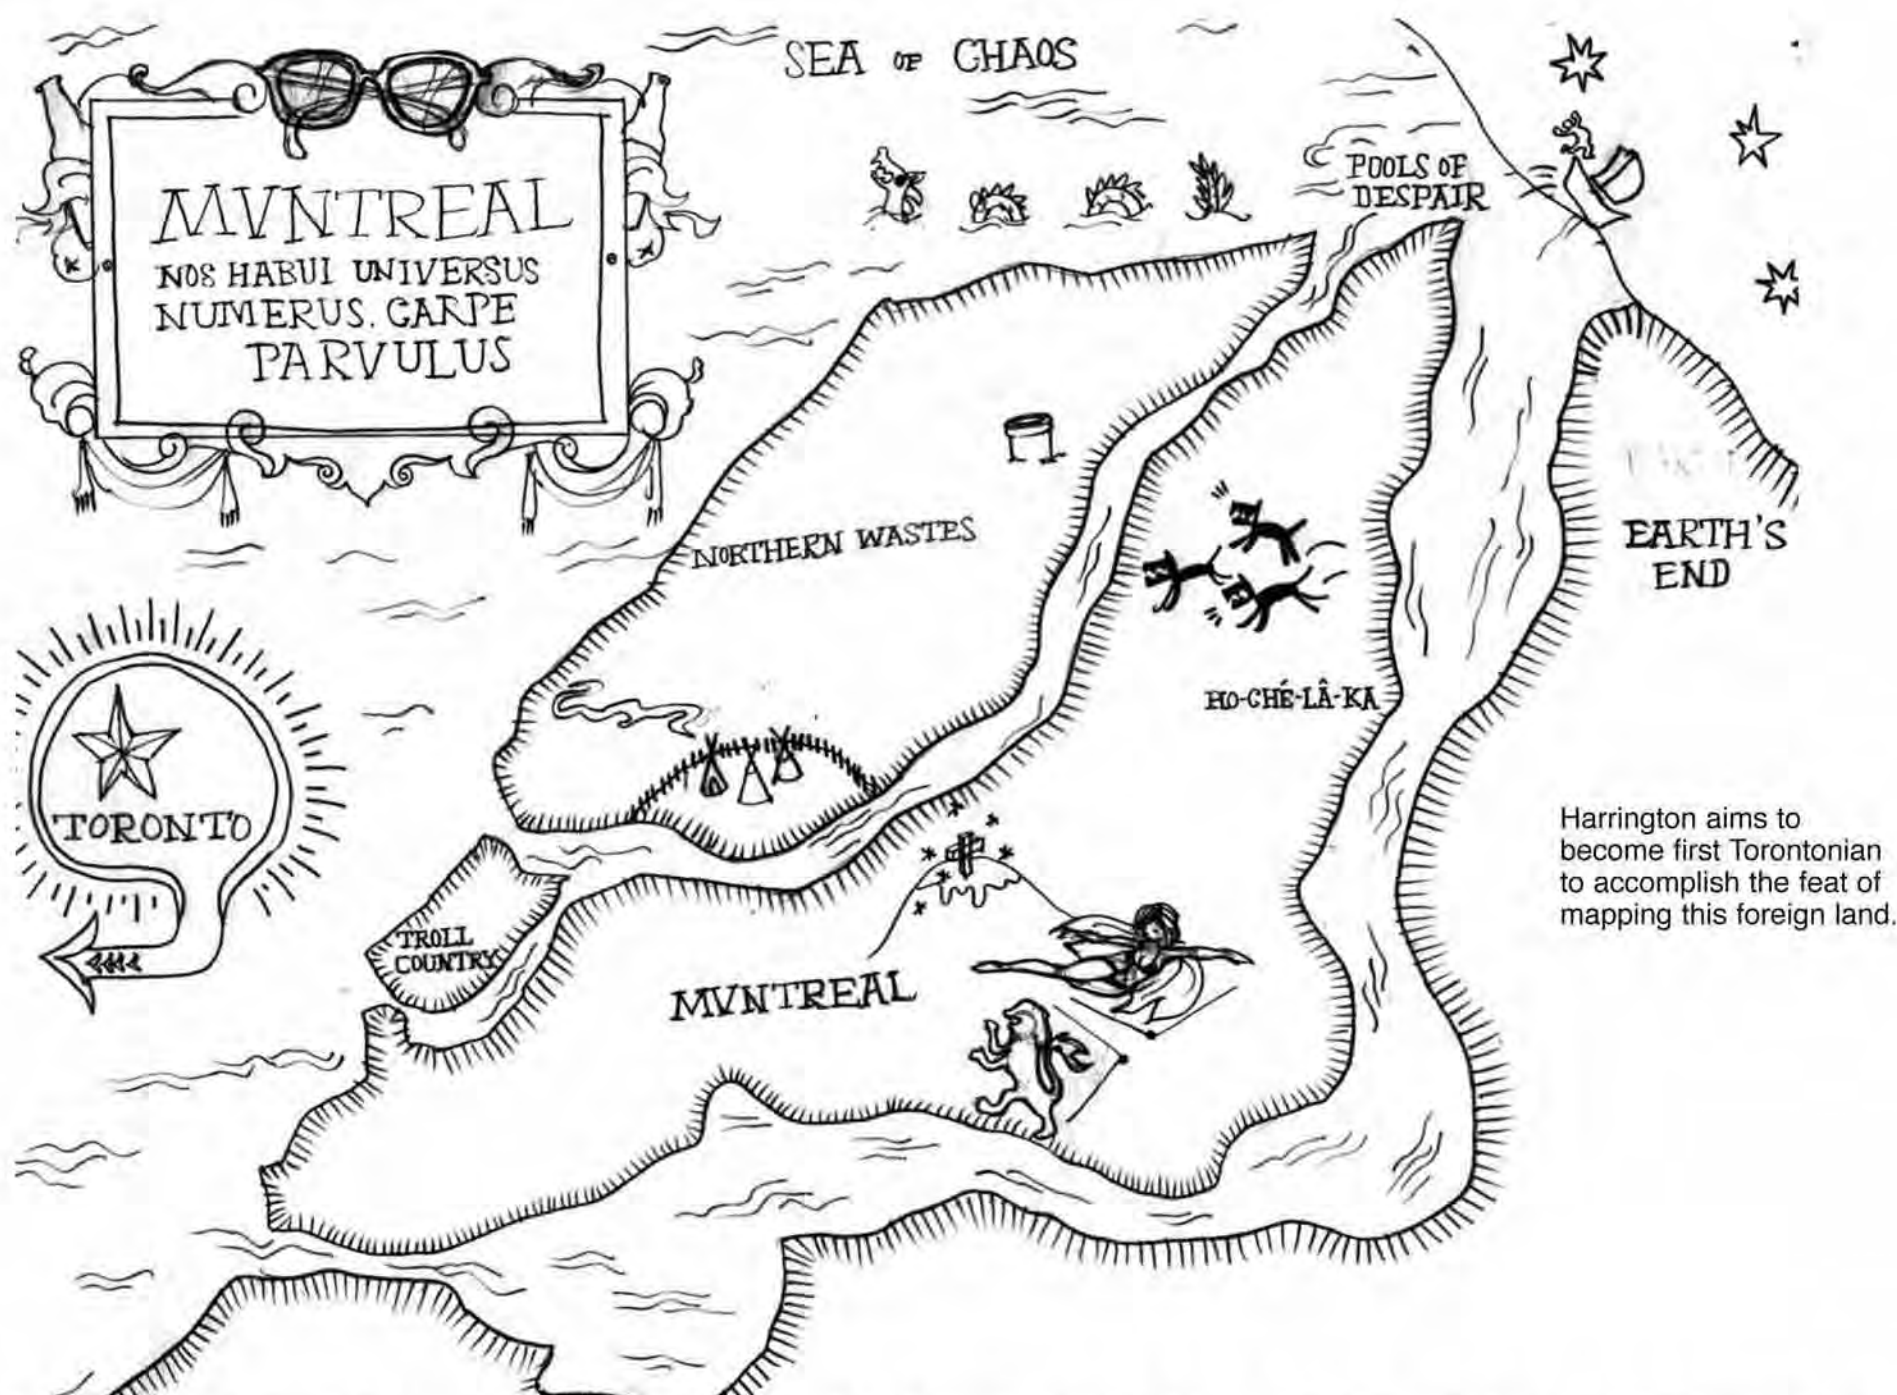 SEA OF CHAOS
MVNTREAL
NOS HABUI UNIVERSUS
NUMERUS. CARPE
PARVULUS
POOLS OF
DESPAIR
NORTHERN WASTES
EARTH'S
END
HO-CHÉ-LÂ-KA
TORONTO
TROLL
COUNTRY
MVNTREAL
Harrington aims to
become first Torontonian
to accomplish the feat of
mapping this foreign land.